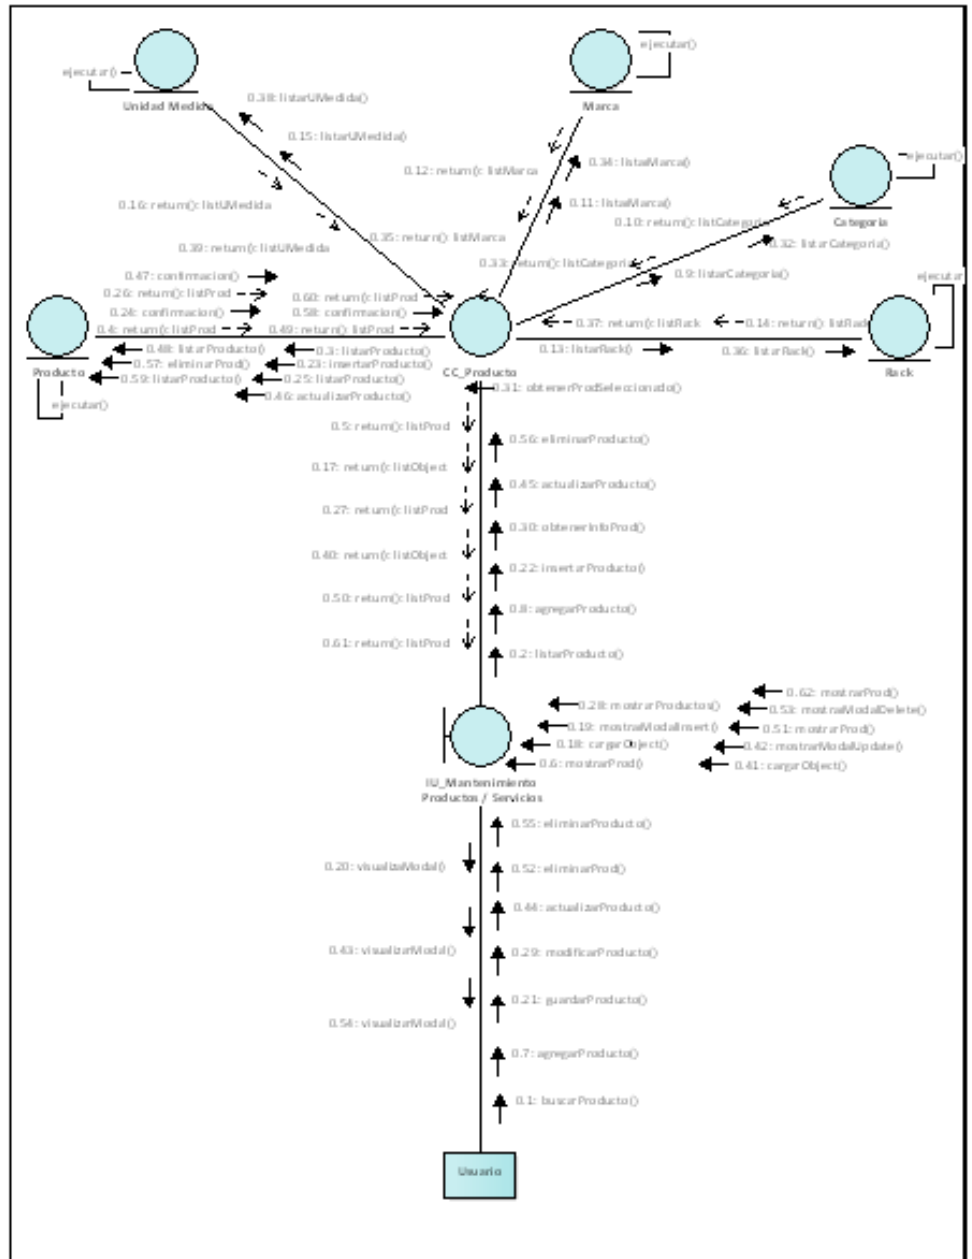 ejecutar()
ejecutar()
0.38: listarUMedida()
Unidad Medida
Marca
0.15: listarUMedida()
0.34: listarMarca()
ejecutar()
0.12: return(): listMarca
0.16: return(): listUMedida
0.11: listarMarca()
0.10: return(): listCategoria
Categoria
0.35: return(): listMarca
0.39: return(): listUMedida
0.32: listarCategoria()
0.33: return(): listCategoria
0.47: confirmacion()
0.9: listarCategoria()
ejecutar
0.26: return(): listProd
0.60: return(): listProd
0.24: confirmacion()
0.58: confirmacion()
0.4: return(): listProd
0.49: return(): listProd
0.37: return(): listRack
0.14: return(): listRack
0.48: listarProducto()
0.3: listarProducto()
0.13: listarRack()
0.36: listarRack()
0.57: eliminarProd()
0.23: insertarProducto()
Producto
CC_Producto
Rack
0.59: listarProducto()
0.25: listarProducto()
0.31: obtenerProdSeleccionado()
0.46: actualizarProducto()
ejecutar()
0.5: return(): listProd
0.56: eliminarProducto()
0.17: return(): listObject
0.45: actualizarProducto()
0.27: return(): listProd
0.30: obtenerInfoProd()
0.40: return(): listObject
0.22: insertarProducto()
0.50: return(): listProd
0.8: agregarProducto()
0.61: return(): listProd
0.2: listarProducto()
0.62: mostrarProd()
0.28: mostrarProductos()
0.53: mostrarModalDelete()
0.19: mostrarModalInsert()
0.51: mostrarProd()
0.18: cargarObject()
0.42: mostrarModalUpdate()
0.6: mostrarProd()
0.41: cargarObject()
IU_Mantenimiento
Productos / Servicios
0.55: eliminarProducto()
0.20: visualizaModal()
0.52: eliminarProd()
0.44: actualizarProducto()
0.43: visualizarModal()
0.29: modificarProducto()
0.21: guardarProducto()
0.54: visualizarModal()
0.7: agregarProducto()
0.1: buscarProducto()
Usuario